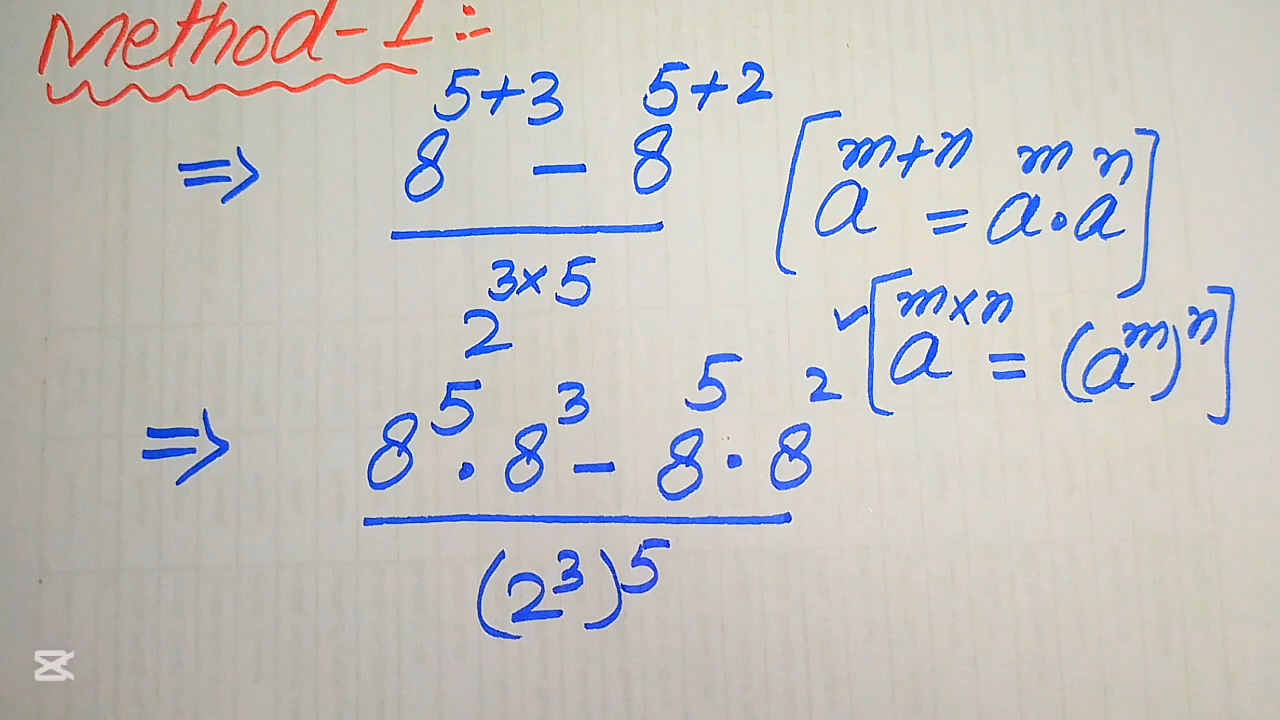 Method-1:-
⇒ (8^(5+3) - 8^(5+2)) / 2^(3×5) [a^(m+n) = a^m · a^n]
✓[a^(m×n) = (a^m)^n]
⇒ (8^5 · 8^3 - 8^5 · 8^2) / (2^3)^5